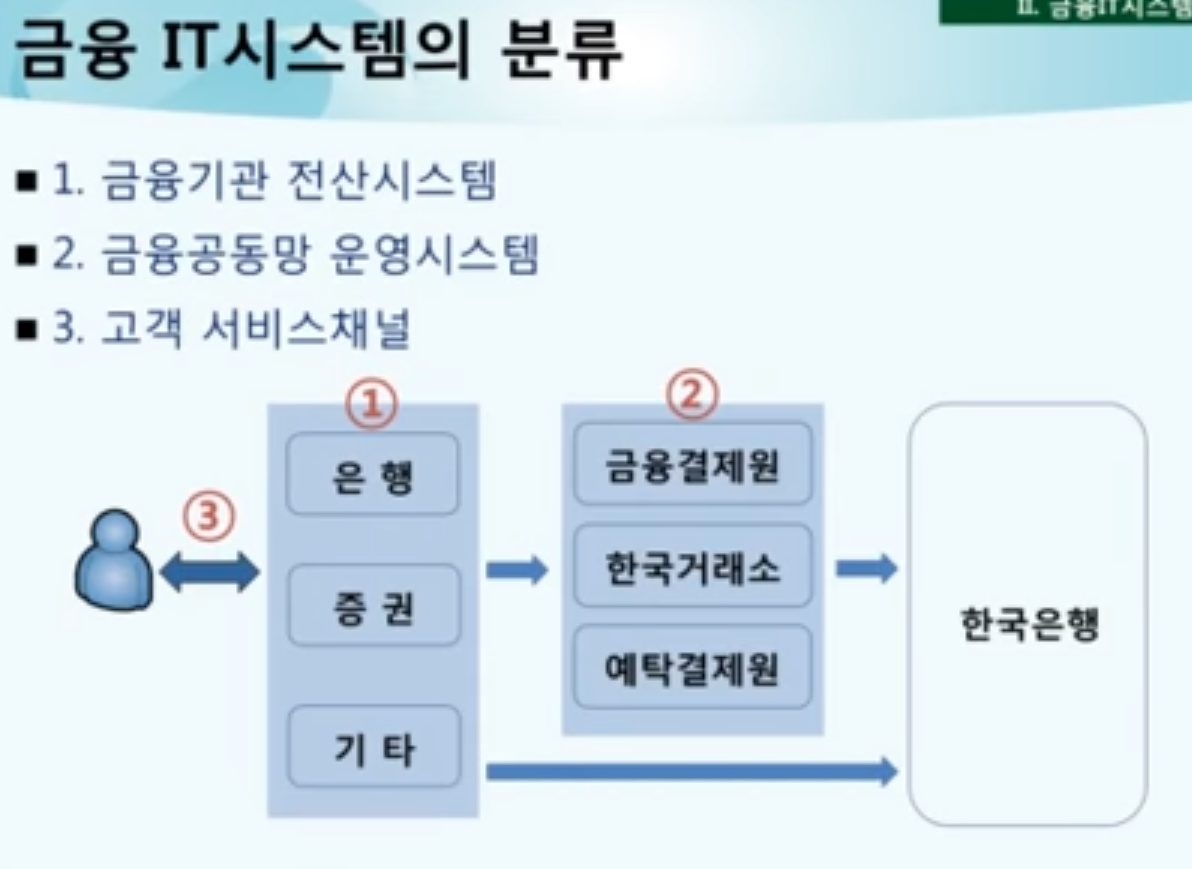 II. 금융IT시스템
금융 IT시스템의 분류
■ 1. 금융기관 전산시스템
■ 2. 금융공동망 운영시스템
■ 3. 고객 서비스채널
①
②
③
은 행
증 권
기 타
금융결제원
한국거래소
예탁결제원
한국은행